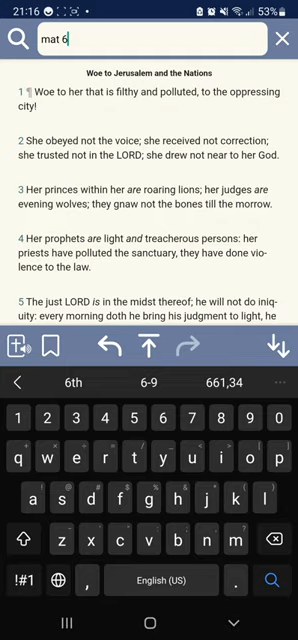 21:16 53%
mat 6
Woe to Jerusalem and the Nations
1 ¶ Woe to her that is filthy and polluted, to the oppressing
city!
2 She obeyed not the voice; she received not correction;
she trusted not in the LORD; she drew not near to her God.
3 Her princes within her are roaring lions; her judges are
evening wolves; they gnaw not the bones till the morrow.
4 Her prophets are light and treacherous persons: her
priests have polluted the sanctuary, they have done vio-
lence to the law.
5 The just LORD is in the midst thereof; he will not do iniq-
uity: every morning doth he bring his judgment to light, he
6th 6-9 661,34
1 2 3 4 5 6 7 8 9 0
q w e r t y u i o p
a s d f g h j k l
z x c v b n m
!#1 , English (US) .